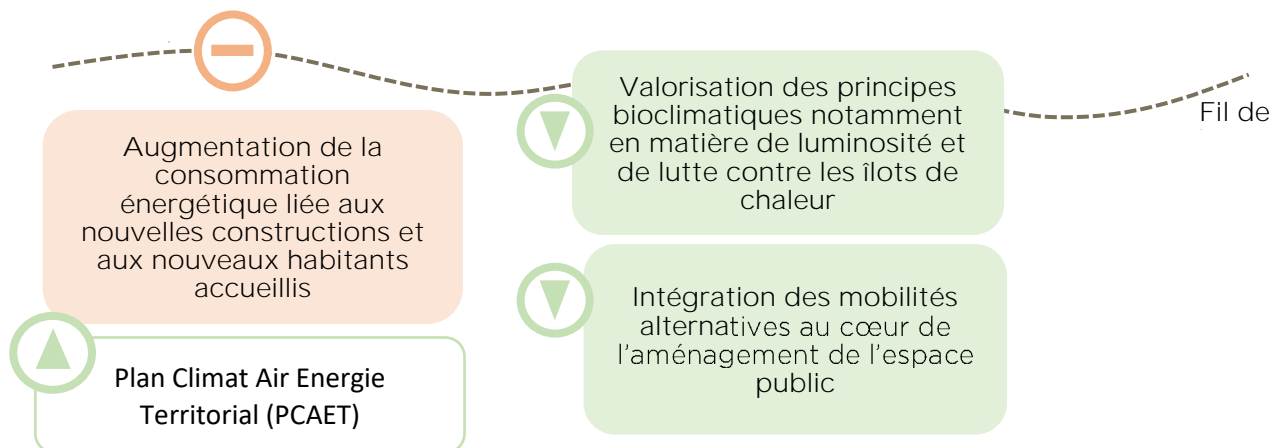 Augmentation de la
consommation
énergétique liée aux
nouvelles constructions et
aux nouveaux habitants
accueillis
Plan Climat Air Energie
Territorial (PCAET)
Valorisation des principes
bioclimatiques notamment
en matière de luminosité et
de lutte contre les îlots de
chaleur
Intégration des mobilités
alternatives au cœur de
l'aménagement de l'espace
public
Fil de